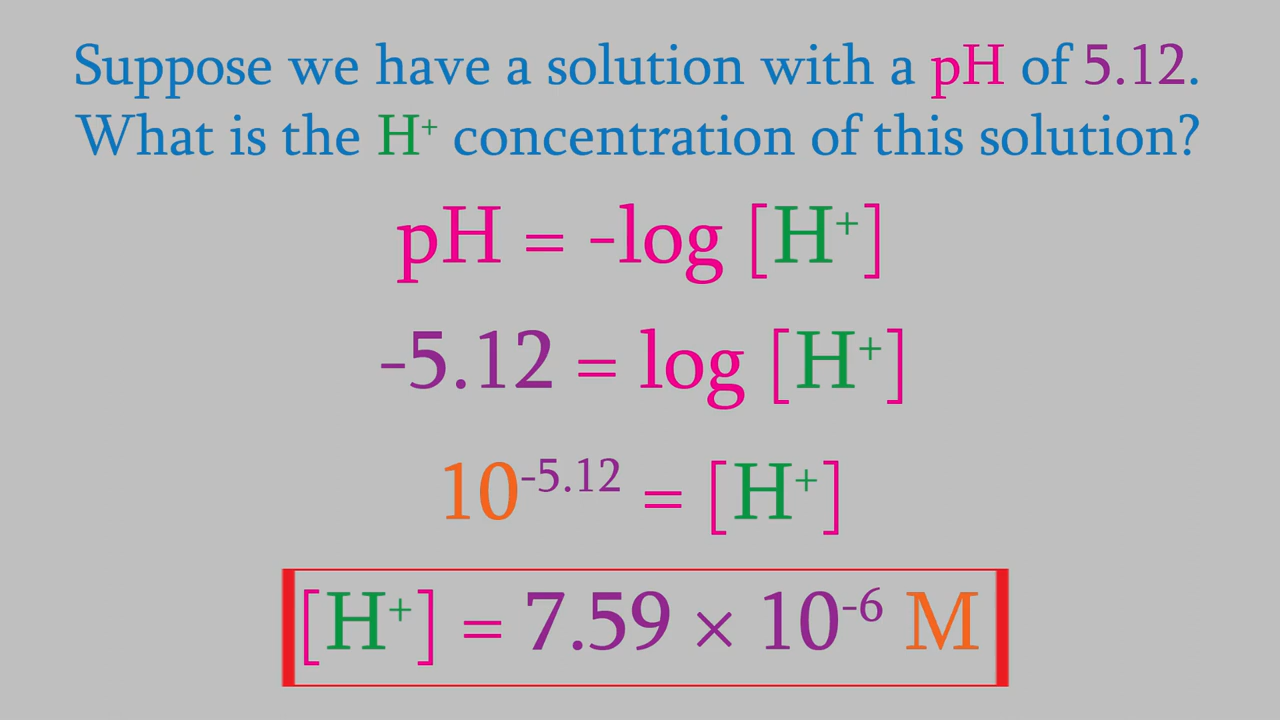 Suppose we have a solution with a pH of 5.12.
What is the H⁺ concentration of this solution?
pH = -log [H⁺]
-5.12 = log [H⁺]
10⁻⁵·¹² = [H⁺]
[H⁺] = 7.59 × 10⁻⁶ M